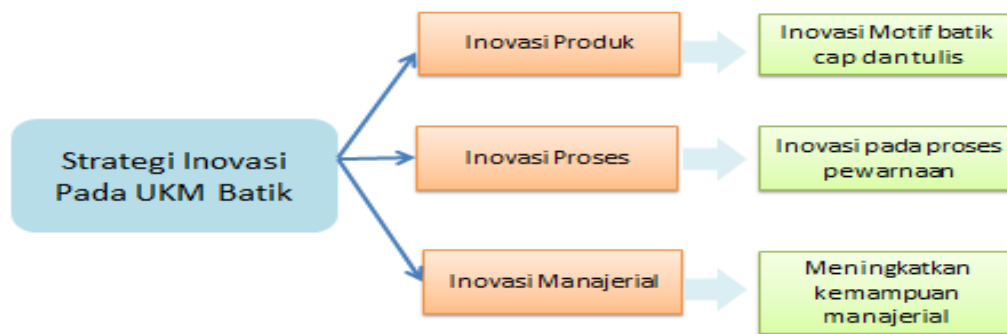 Strategi Inovasi
Pada UKM Batik
Inovasi Produk
Inovasi Motif batik
cap dan tulis
Inovasi Proses
Inovasi pada proses
pewarnaan
Inovasi Manajerial
Meningkatkan
kemampuan
manajerial